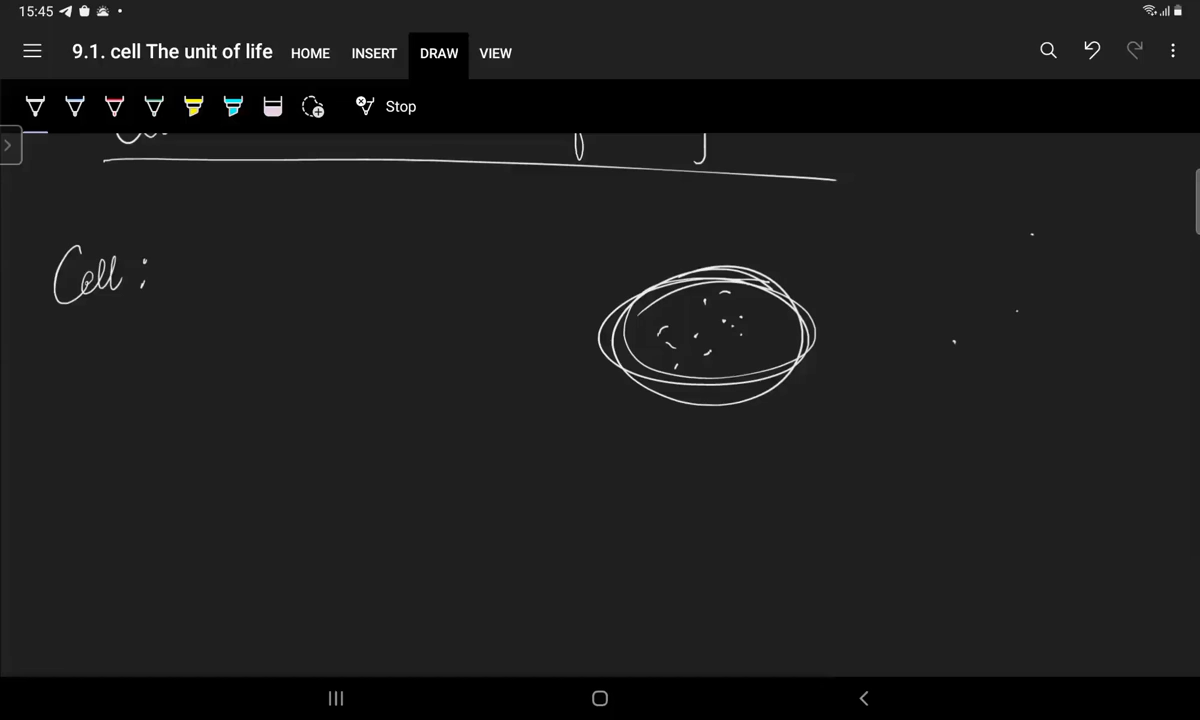 15:45
9.1. cell The unit of life HOME INSERT DRAW VIEW
Stop
Cell :